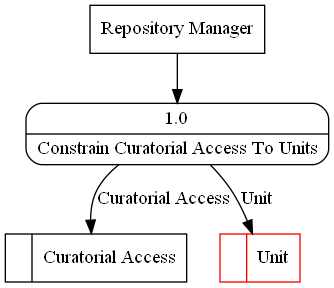 Repository Manager
1.0
Constrain Curatorial Access To Units
Curatorial Access
Unit
Curatorial Access
Unit